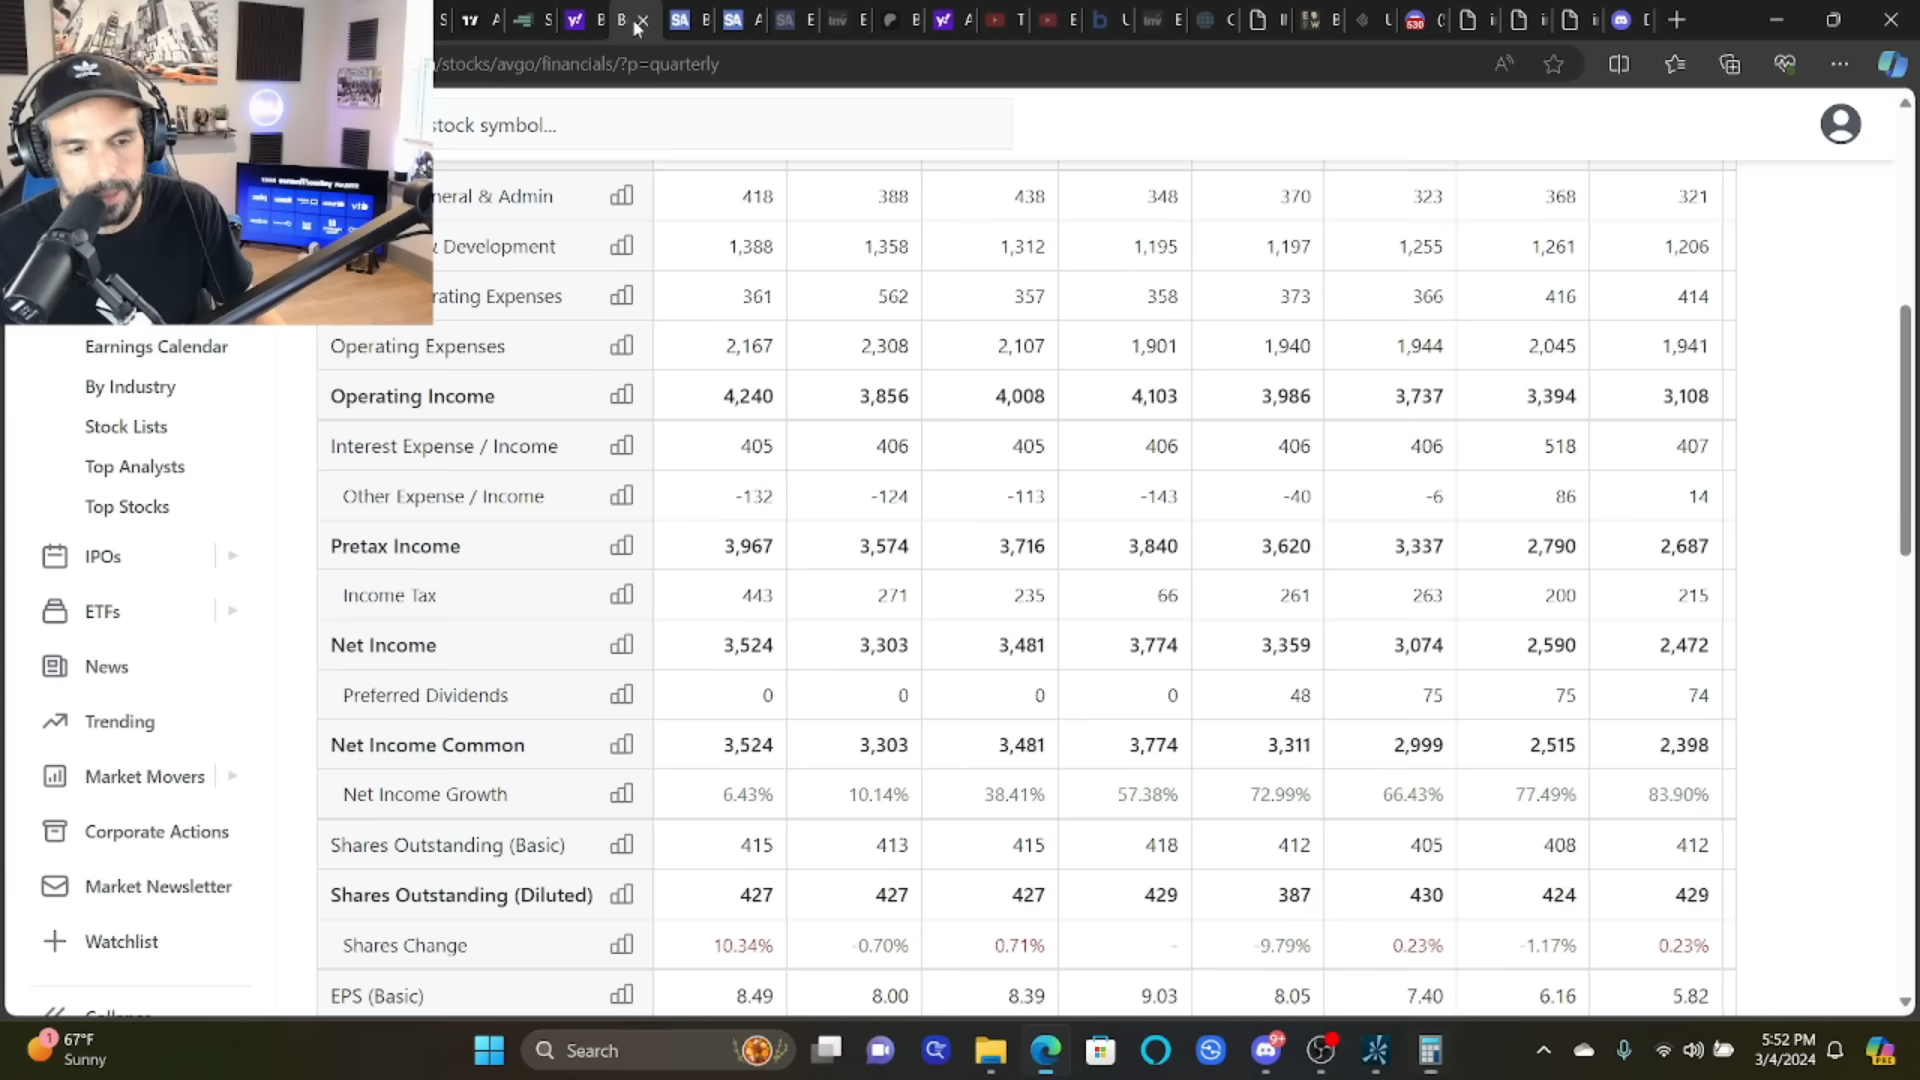 /stocks/avgo/financials/?p=quarterly
stock symbol...
neral & Admin 418 388 438 348 370 323 368 321
Development 1,388 1,358 1,312 1,195 1,197 1,255 1,261 1,206
rating Expenses 361 562 357 358 373 366 416 414
Operating Expenses 2,167 2,308 2,107 1,901 1,940 1,944 2,045 1,941
Operating Income 4,240 3,856 4,008 4,103 3,986 3,737 3,394 3,108
Interest Expense / Income 405 406 405 406 406 406 518 407
Other Expense / Income -132 -124 -113 -143 -40 -6 86 14
Pretax Income 3,967 3,574 3,716 3,840 3,620 3,337 2,790 2,687
Income Tax 443 271 235 66 261 263 200 215
Net Income 3,524 3,303 3,481 3,774 3,359 3,074 2,590 2,472
Preferred Dividends 0 0 0 0 48 75 75 74
Net Income Common 3,524 3,303 3,481 3,774 3,311 2,999 2,515 2,398
Net Income Growth 6.43% 10.14% 38.41% 57.38% 72.99% 66.43% 77.49% 83.90%
Shares Outstanding (Basic) 415 413 415 418 412 405 408 412
Shares Outstanding (Diluted) 427 427 427 429 387 430 424 429
Shares Change 10.34% -0.70% 0.71% - -9.79% 0.23% -1.17% 0.23%
EPS (Basic) 8.49 8.00 8.39 9.03 8.05 7.40 6.16 5.82
Earnings Calendar
By Industry
Stock Lists
Top Analysts
Top Stocks
IPOs
ETFs
News
Trending
Market Movers
Corporate Actions
Market Newsletter
Watchlist
Collapse
1
67°F
Sunny
Search
9+
5:52 PM
3/4/2024